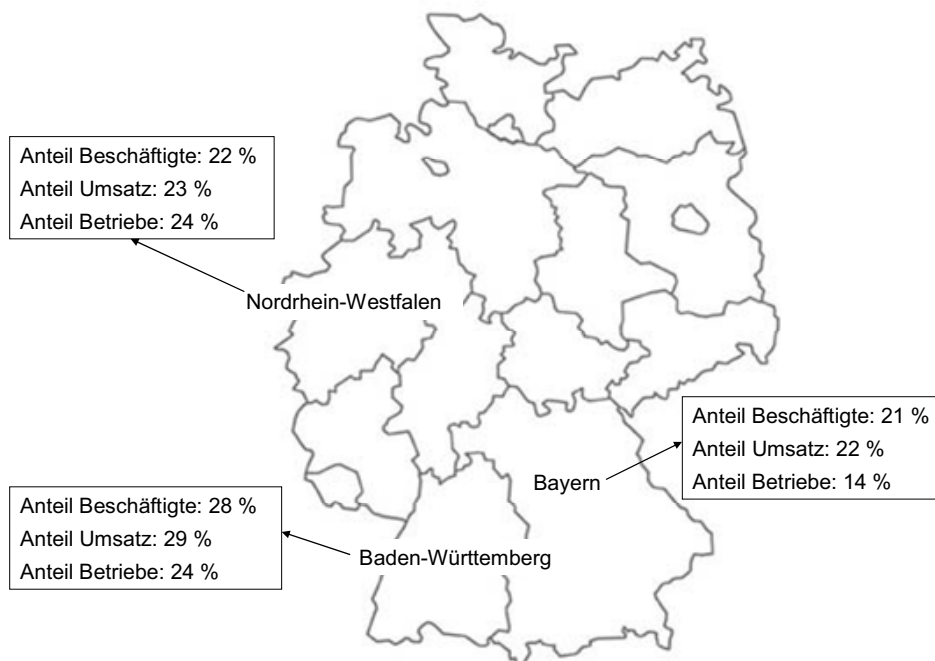 Anteil Beschäftigte: 22 %
Anteil Umsatz: 23 %
Anteil Betriebe: 24 %
Nordrhein-Westfalen
Anteil Beschäftigte: 21 %
Anteil Umsatz: 22 %
Anteil Betriebe: 14 %
Bayern
Anteil Beschäftigte: 28 %
Anteil Umsatz: 29 %
Anteil Betriebe: 24 %
Baden-Württemberg